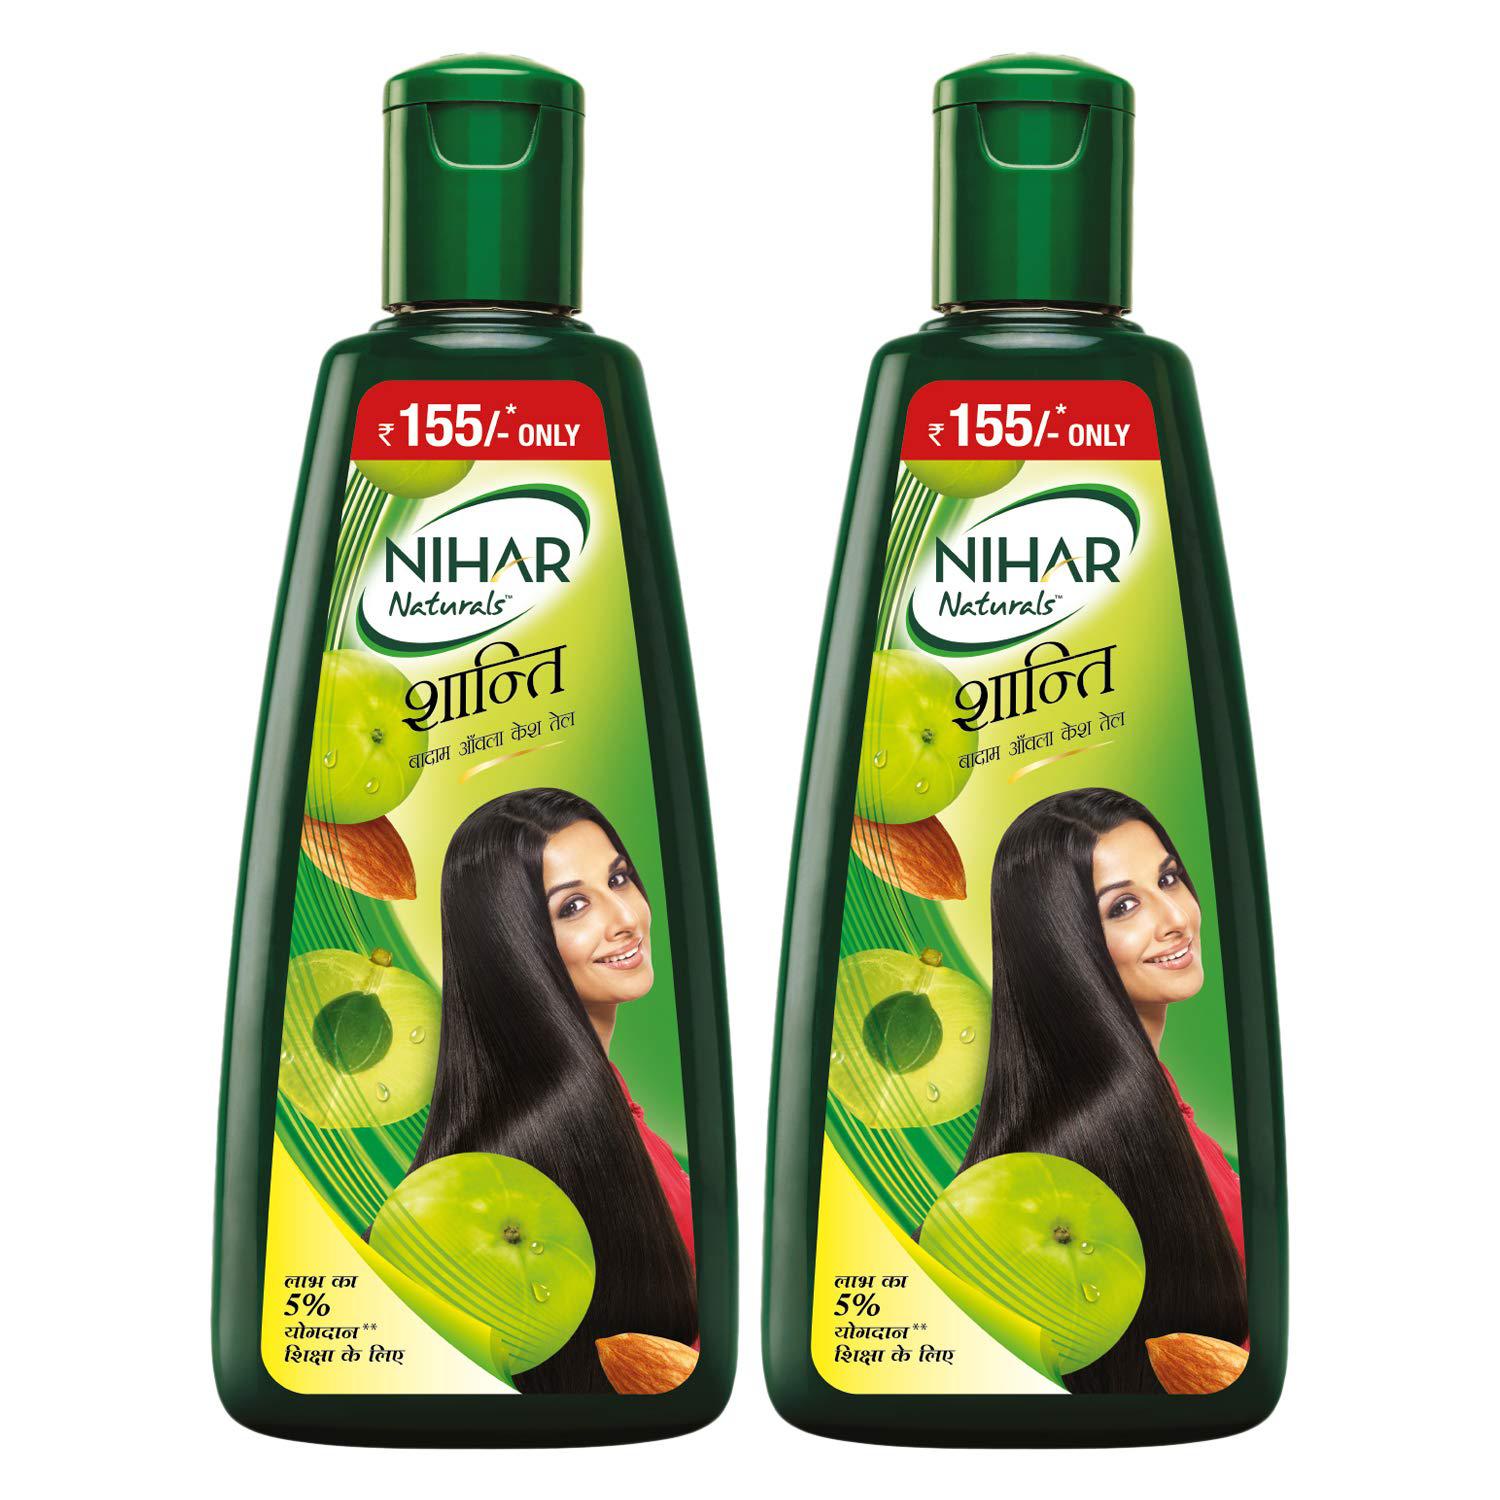 ₹ 155/-* ONLY
NIHAR
Naturals™
शान्ति
बादाम आँवला केश तेल
लाभ का
5%
योगदान**
शिक्षा के लिए
₹ 155/-* ONLY
NIHAR
Naturals™
शान्ति
बादाम आँवला केश तेल
लाभ का
5%
योगदान**
शिक्षा के लिए